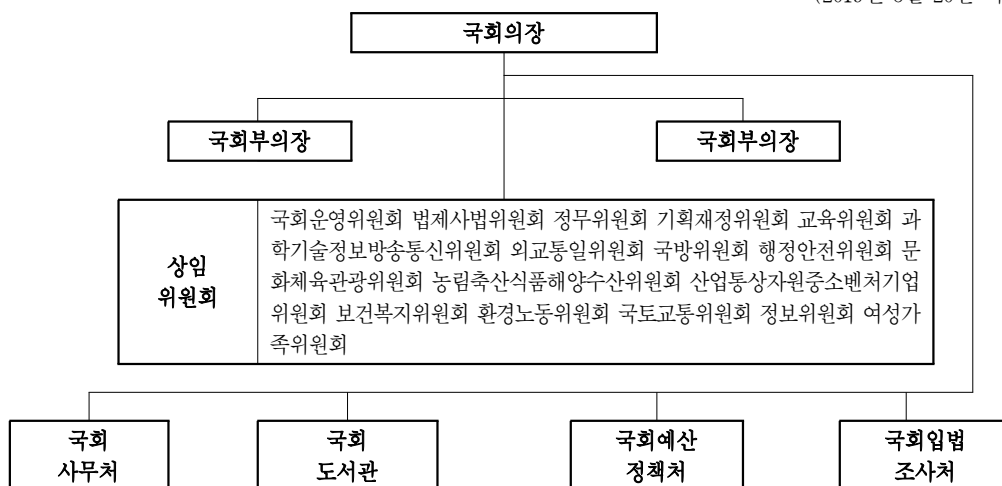 국회의장
국회부의장 국회부의장
상임
위원회
국회운영위원회 법제사법위원회 정무위원회 기획재정위원회 교육위원회 과
학기술정보방송통신위원회 외교통일위원회 국방위원회 행정안전위원회 문
화체육관광위원회 농림축산식품해양수산위원회 산업통상자원중소벤처기업
위원회 보건복지위원회 환경노동위원회 국토교통위원회 정보위원회 여성가
족위원회
국회
사무처
국회
도서관
국회예산
정책처
국회입법
조사처